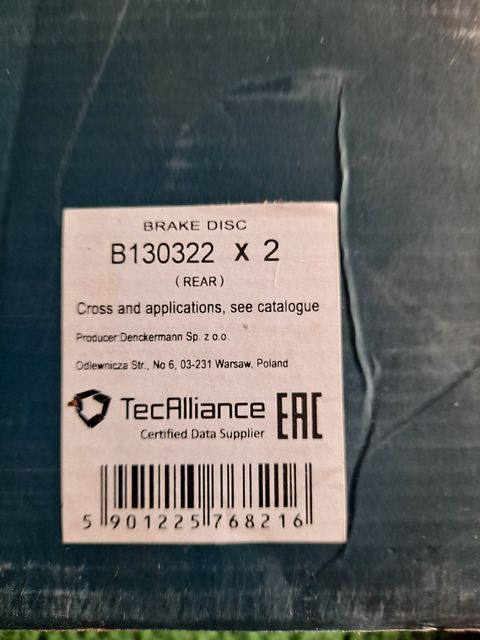 BRAKE DISC
B130322 x 2
(REAR)
Cross and applications, see catalogue
Producer:Denckermann Sp. z o.o
Odlewnicza Str., No 6, 03-231 Warsaw, Poland
TecAlliance EAC
Certified Data Supplier
5 901225 768216